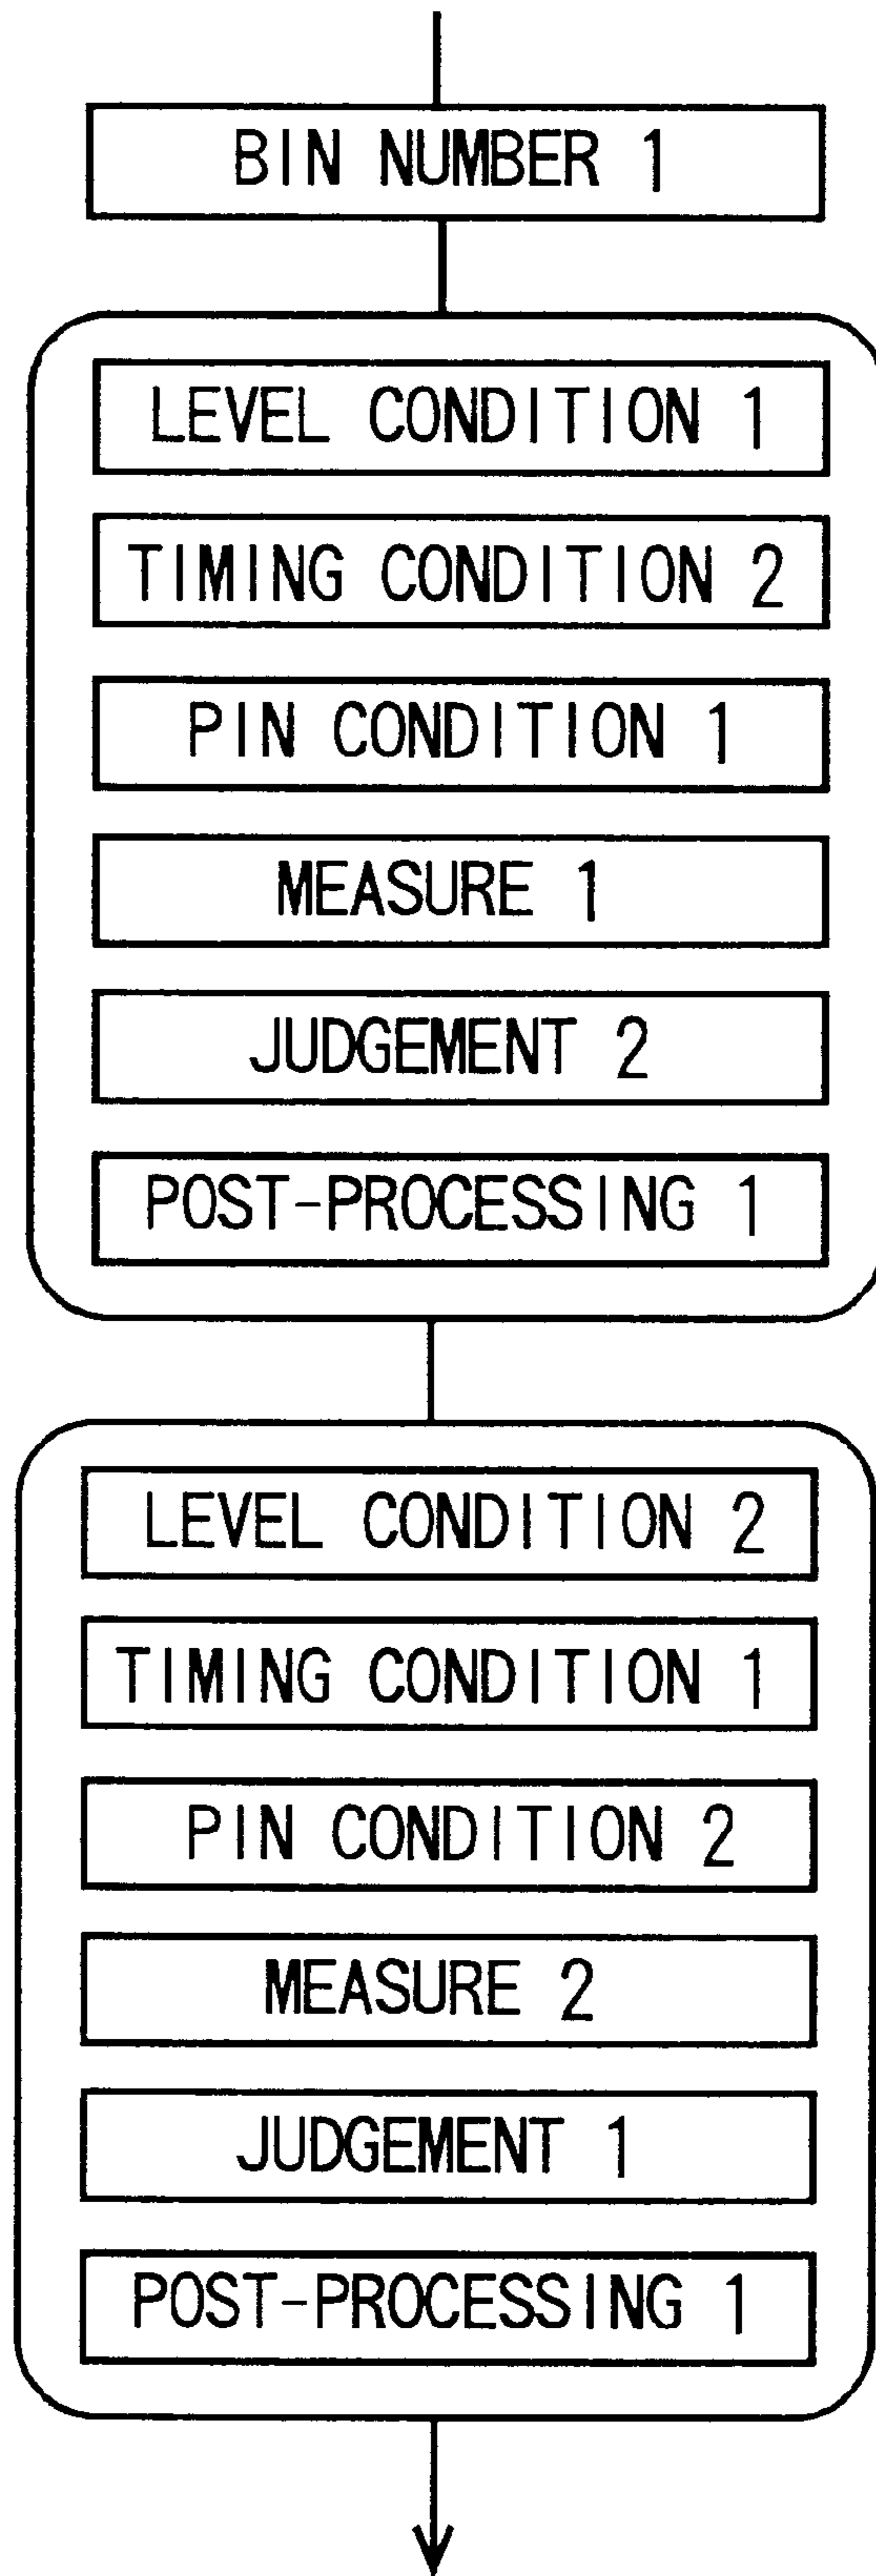 BIN NUMBER 1
LEVEL CONDITION 1
TIMING CONDITION 2
PIN CONDITION 1
MEASURE 1
JUDGEMENT 2
POST-PROCESSING 1
LEVEL CONDITION 2
TIMING CONDITION 1
PIN CONDITION 2
MEASURE 2
JUDGEMENT 1
POST-PROCESSING 1